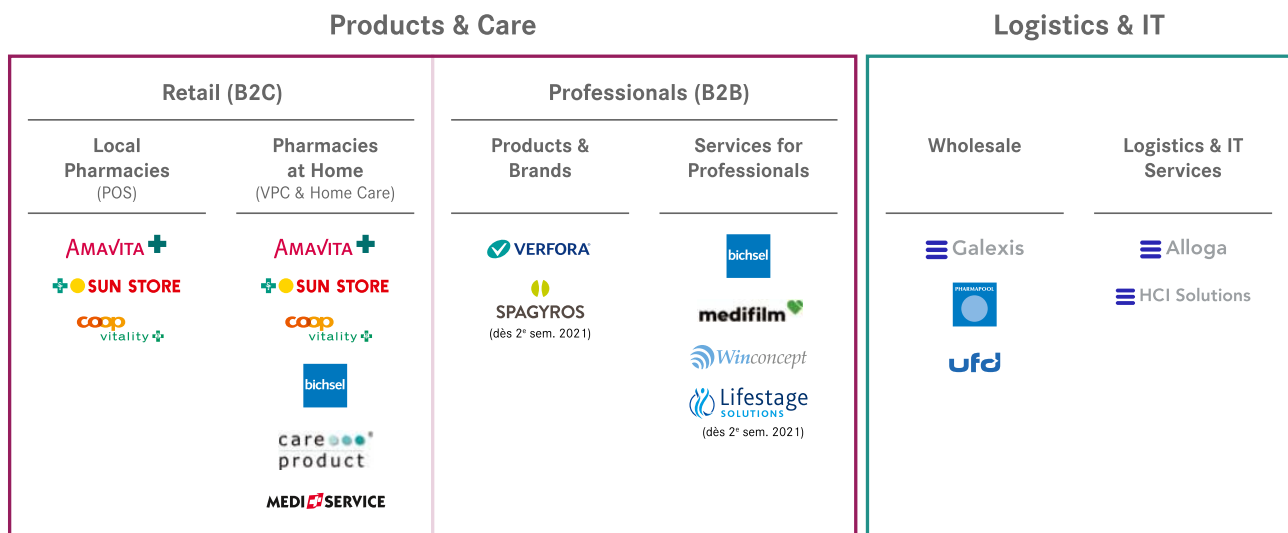 Products & Care
Logistics & IT
Retail (B2C)
Professionals (B2B)
Local
Pharmacies
(POS)
Pharmacies
at Home
(VPC & Home Care)
Products &
Brands
Services for
Professionals
Wholesale
Logistics & IT
Services
AMAVITA
SUN STORE
coop
vitality
AMAVITA
SUN STORE
coop
vitality
bichsel
care
product
MEDI SERVICE
VERFORA
SPAGYROS
(dès 2e sem. 2021)
bichsel
medifilm
Winconcept
Lifestage
SOLUTIONS
(dès 2e sem. 2021)
Galexis
PHARMAPOOL
ufd
Alloga
HCI Solutions